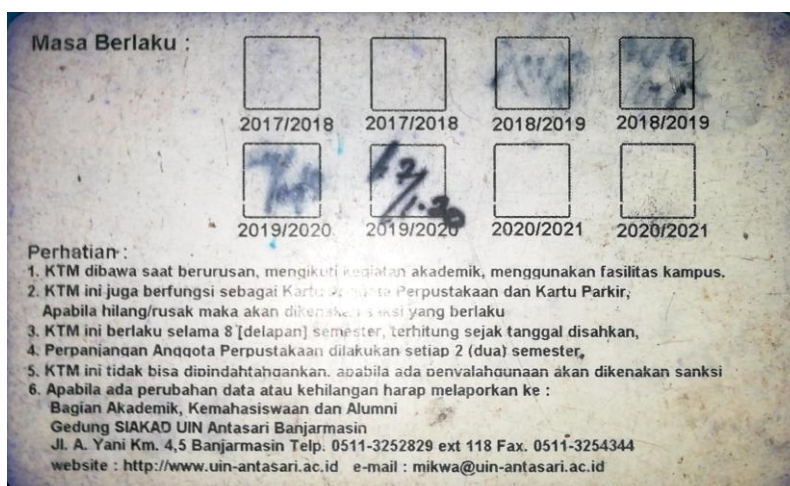 Masa Berlaku :
2017/2018 2017/2018 2018/2019 2018/2019
2019/2020 2019/2020 2020/2021 2020/2021
Perhatian :
1. KTM dibawa saat berurusan, mengikuti kegiatan akademik, menggunakan fasilitas kampus.
2. KTM ini juga berfungsi sebagai Kartu Anggota Perpustakaan dan Kartu Parkir,
Apabila hilang/rusak maka akan dikenakan sanksi yang berlaku
3. KTM ini berlaku selama 8 [delapan] semester, terhitung sejak tanggal disahkan,
4. Perpanjangan Anggota Perpustakaan dilakukan setiap 2 (dua) semester,
5. KTM ini tidak bisa dipindahtangankan, apabila ada penyalahgunaan akan dikenakan sanksi
6. Apabila ada perubahan data atau kehilangan harap melaporkan ke :
Bagian Akademik, Kemahasiswaan dan Alumni
Gedung SIAKAD UIN Antasari Banjarmasin
Jl. A. Yani Km. 4,5 Banjarmasin Telp. 0511-3252829 ext 118 Fax. 0511-3254344
website : http://www.uin-antasari.ac.id e-mail : mikwa@uin-antasari.ac.id